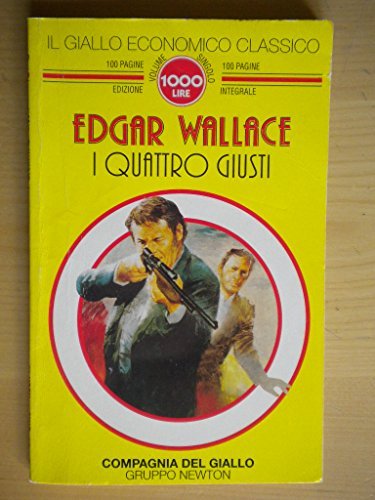 IL GIALLO ECONOMICO CLASSICO
100 PAGINE
VOLUME SINGOLO
100 PAGINE
1000
LIRE
EDIZIONE
INTEGRALE
EDGAR WALLACE
I QUATTRO GIUSTI
COMPAGNIA DEL GIALLO
GRUPPO NEWTON